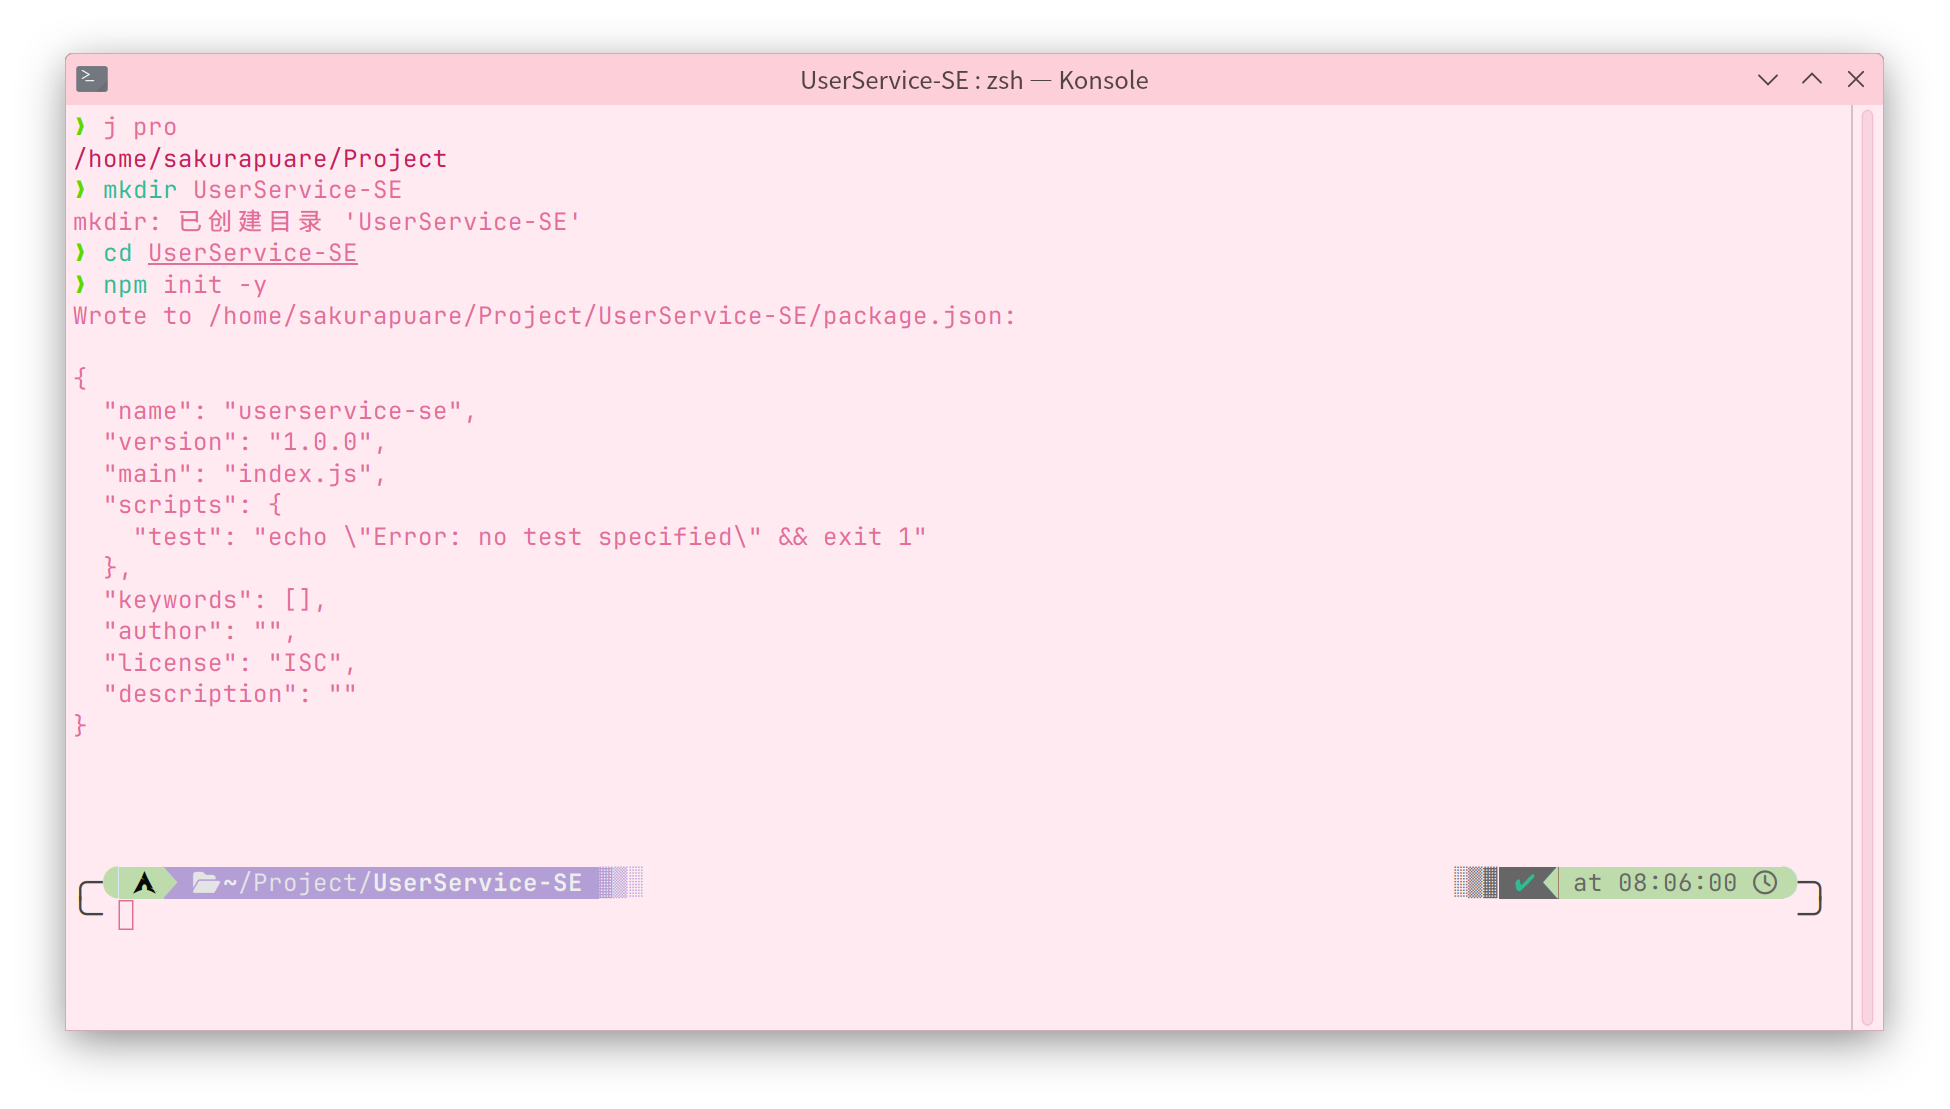 UserService-SE : zsh — Konsole
❯ j pro
/home/sakurapuare/Project
❯ mkdir UserService-SE
mkdir: 已创建目录 'UserService-SE'
❯ cd UserService-SE
❯ npm init -y
Wrote to /home/sakurapuare/Project/UserService-SE/package.json:
{
  "name": "userservice-se",
  "version": "1.0.0",
  "main": "index.js",
  "scripts": {
    "test": "echo \"Error: no test specified\" && exit 1"
  },
  "keywords": [],
  "author": "",
  "license": "ISC",
  "description": ""
}
~/Project/UserService-SE ✔ at 08:06:00